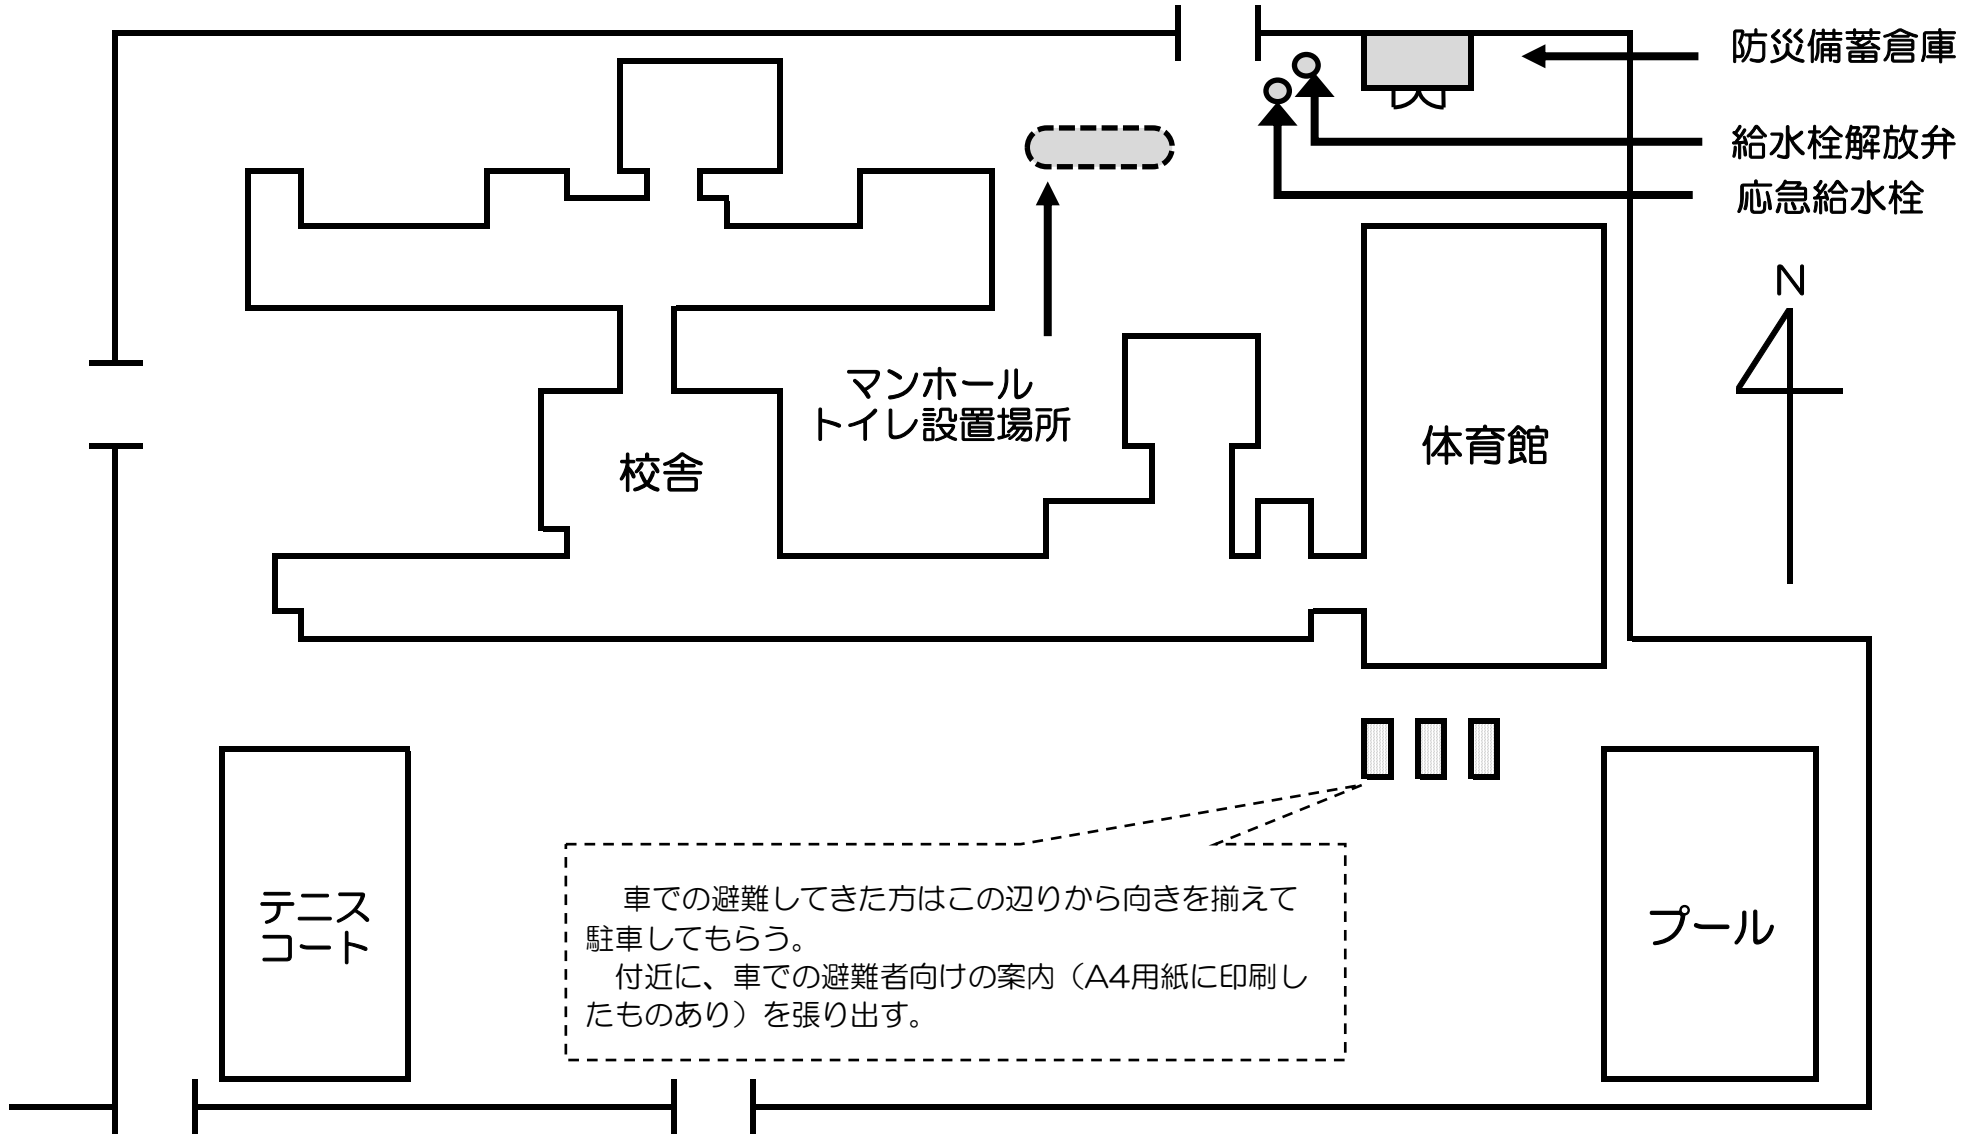 防災備蓄倉庫
給水栓解放弁
応急給水栓
N
マンホール
トイレ設置場所
校舎
体育館
テニス
コート
プール
車での避難してきた方はこの辺りから向きを揃えて
駐車してもらう。
付近に、車での避難者向けの案内（A4用紙に印刷し
たものあり）を張り出す。